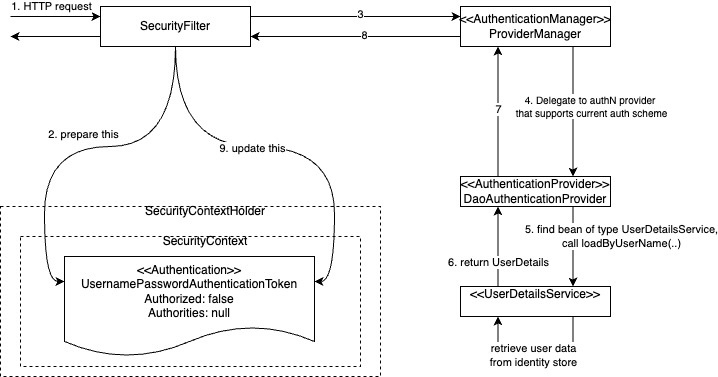 1. HTTP request
SecurityFilter
3
8
<<AuthenticationManager>>
ProviderManager
2. prepare this
9. update this
7
4. Delegate to authN provider
that supports current auth scheme
<<AuthenticationProvider>>
DaoAuthenticationProvider
SecurityContextHolder
SecurityContext
<<Authentication>>
UsernamePasswordAuthenticationToken
Authorized: false
Authorities: null
5. find bean of type UserDetailsService,
call loadByUserName(..)
6. return UserDetails
<<UserDetailsService>>
retrieve user data
from identity store